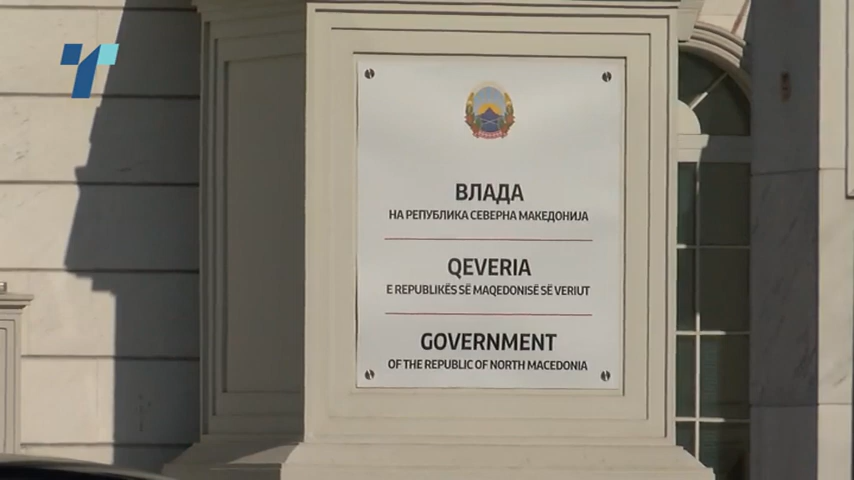 ВЛАДА
НА РЕПУБЛИКА СЕВЕРНА МАКЕДОНИЈА
QEVERIA
E REPUBLIKËS SË MAQEDONISË SË VERIUT
GOVERNMENT
OF THE REPUBLIC OF NORTH MACEDONIA